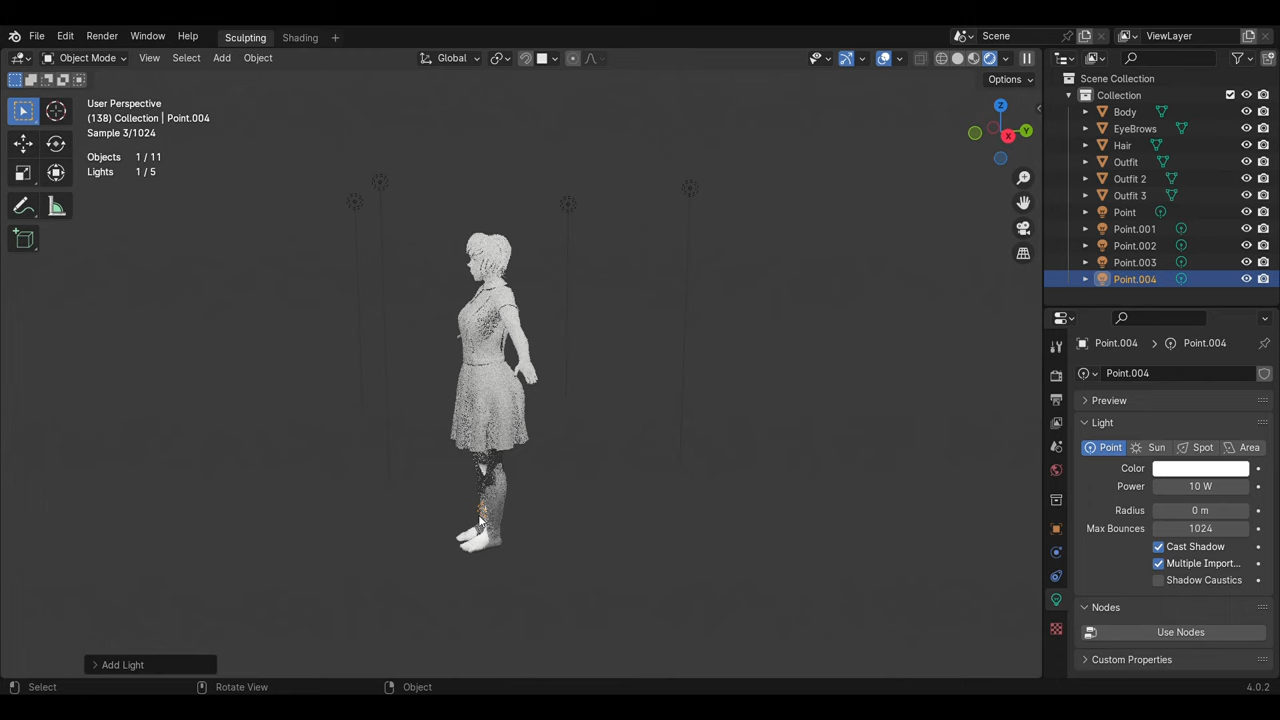 File Edit Render Window Help Sculpting Shading + Scene ViewLayer
Object Mode View Select Add Object Global
Options
User Perspective
(138) Collection | Point.004
Sample 3/1024
Objects 1 / 11
Lights 1 / 5
Z
Y
X
Scene Collection
Collection
Body
EyeBrows
Hair
Outfit
Outfit 2
Outfit 3
Point
Point.001
Point.002
Point.003
Point.004
Point.004 > Point.004
Point.004
Preview
Light
Point Sun Spot Area
Color
Power 10 W
Radius 0 m
Max Bounces 1024
Cast Shadow
Multiple Import...
Shadow Caustics
Nodes
Use Nodes
Custom Properties
Add Light
Select Rotate View Object 4.0.2